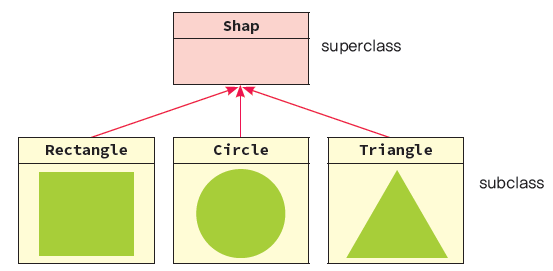 Shap
superclass
Rectangle
Circle
Triangle
subclass